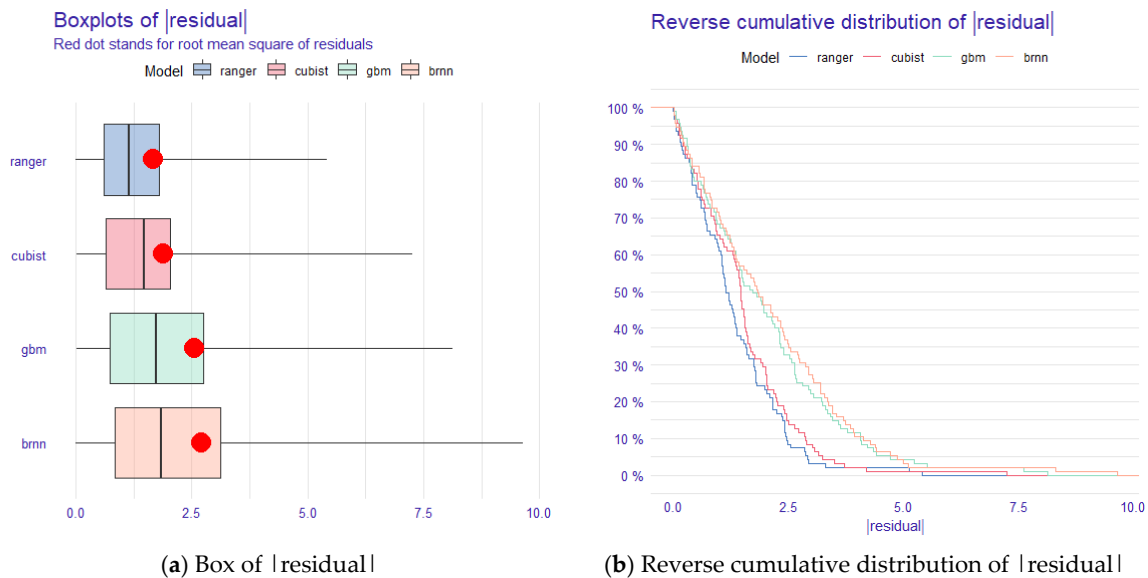 Boxplots of |residual|
Red dot stands for root mean square of residuals
Model ranger cubist gbm brnn
ranger
cubist
gbm
brnn
0.0 2.5 5.0 7.5 10.0
(a) Box of |residual|
Reverse cumulative distribution of |residual|
Model ranger cubist gbm brnn
100 %
90 %
80 %
70 %
60 %
50 %
40 %
30 %
20 %
10 %
0 %
0.0 2.5 5.0 7.5 10.0
|residual|
(b) Reverse cumulative distribution of |residual|